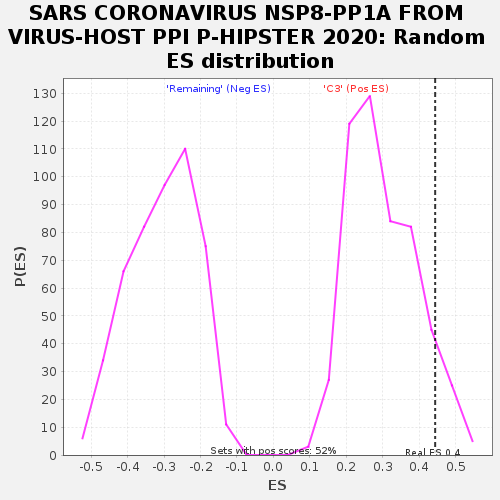 SARS CORONAVIRUS NSP8-PP1A FROM
VIRUS-HOST PPI P-HIPSTER 2020: Random
ES distribution
'Remaining' (Neg ES)
'C3' (Pos ES)
P(ES)
130
120
110
100
90
80
70
60
50
40
30
20
10
0
Sets with pos scores: 52%
Real ES 0.4
-0.5
-0.4
-0.3
-0.2
-0.1
0.0
0.1
0.2
0.3
0.4
0.5
ES